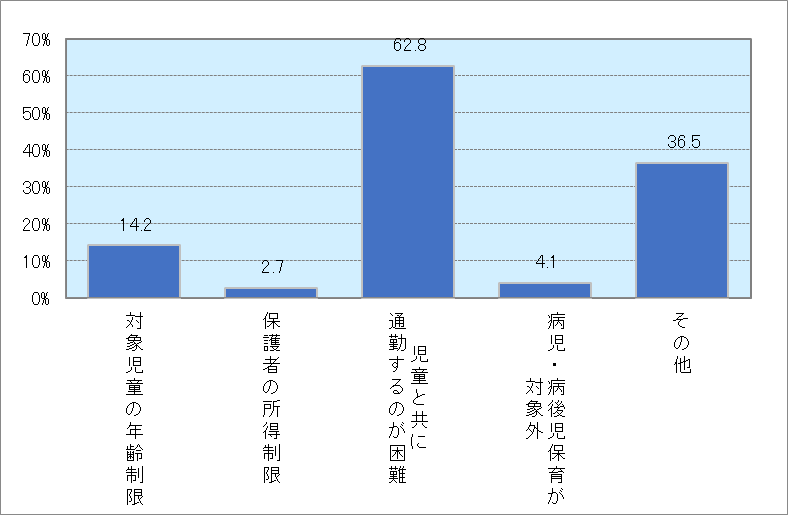 70%
60%
50%
40%
30%
20%
10%
0%
14.2
2.7
62.8
4.1
36.5
対象児童の年齢制限
保護者の所得制限
児童と共に
通勤するのが困難
病児・病後児保育が
対象外
その他